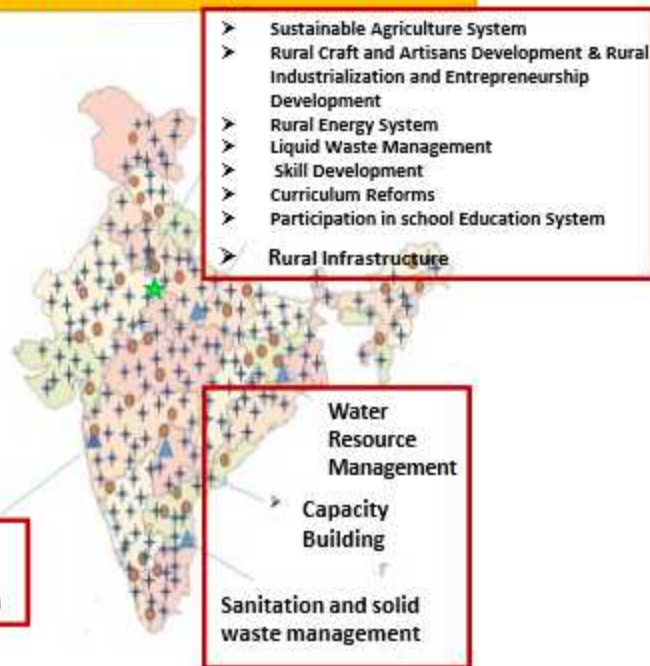 ➢ Sustainable Agriculture System
➢ Rural Craft and Artisans Development & Rural
Industrialization and Entrepreneurship
Development
➢ Rural Energy System
➢ Liquid Waste Management
➢ Skill Development
➢ Curriculum Reforms
➢ Participation in school Education System
➢ Rural Infrastructure
Water
Resource
Management
➢ Capacity
Building
Sanitation and solid
waste management